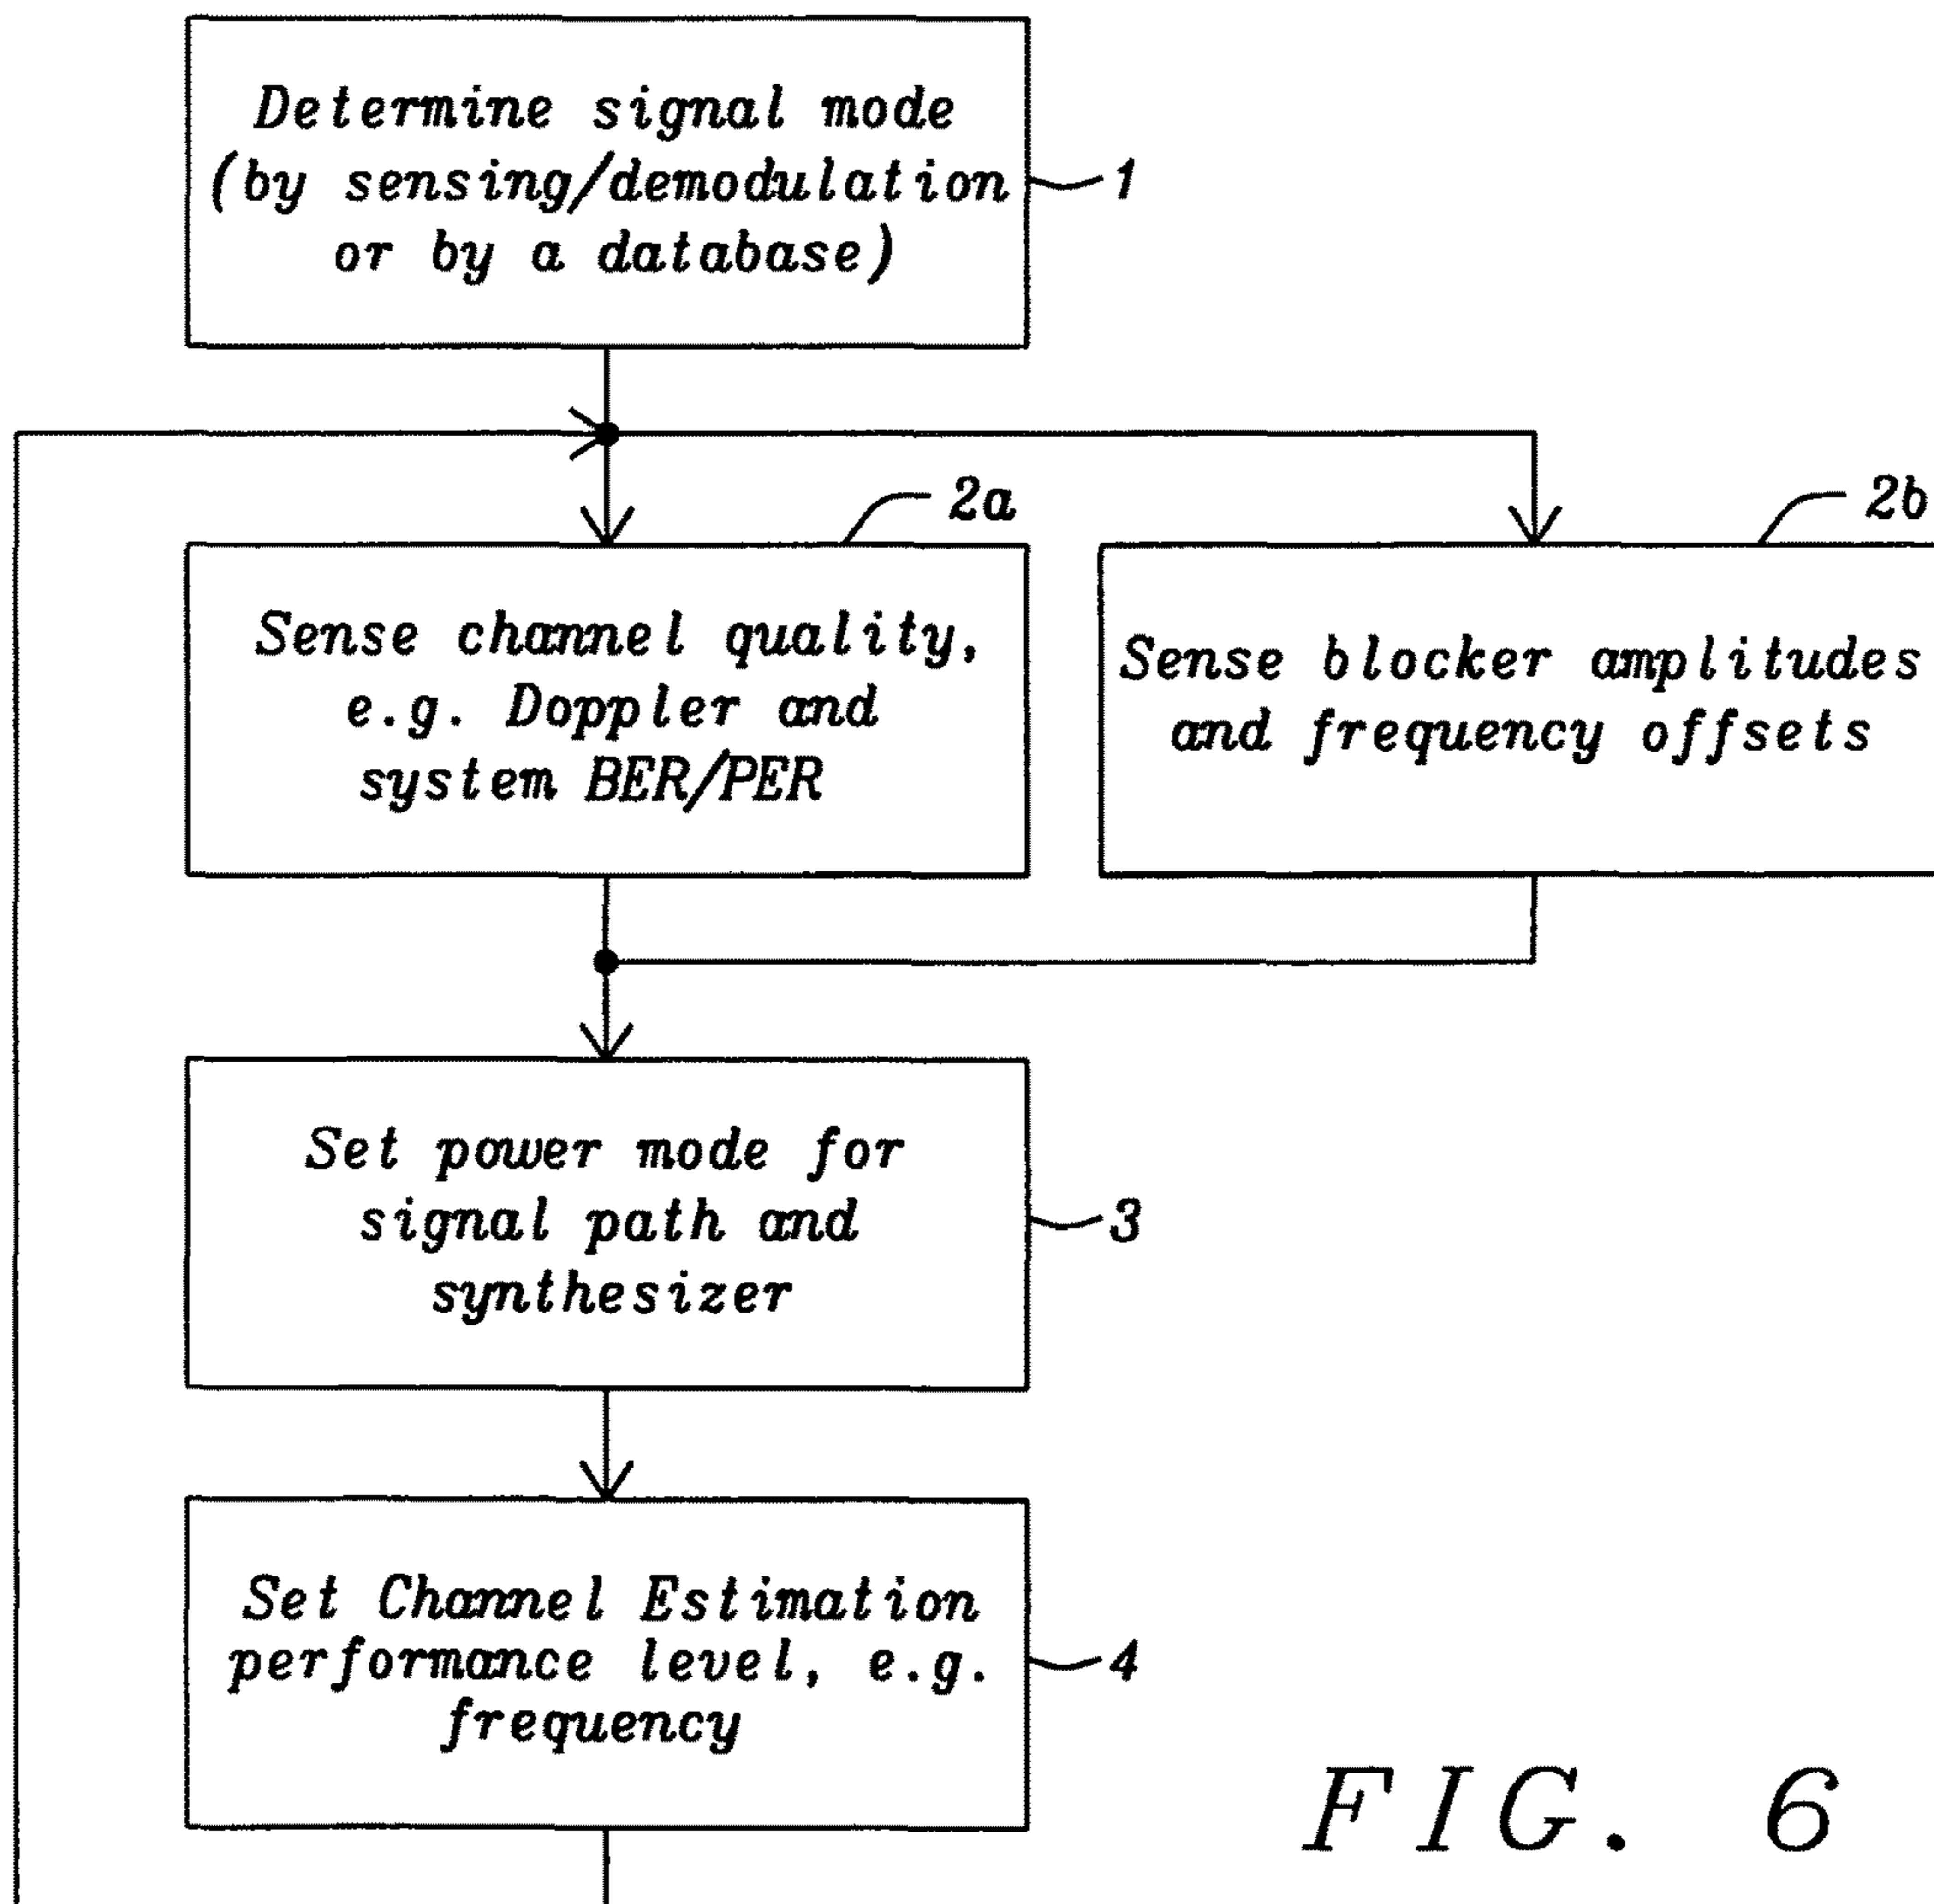 Determine signal mode
(by sensing/demodulation
or by a database)
1
2a
2b
Sense channel quality,
e.g. Doppler and
system BER/PER
Sense blocker amplitudes
and frequency offsets
Set power mode for
signal path and
synthesizer
3
Set Channel Estimation
performance level, e.g.
frequency
4
FIG. 6